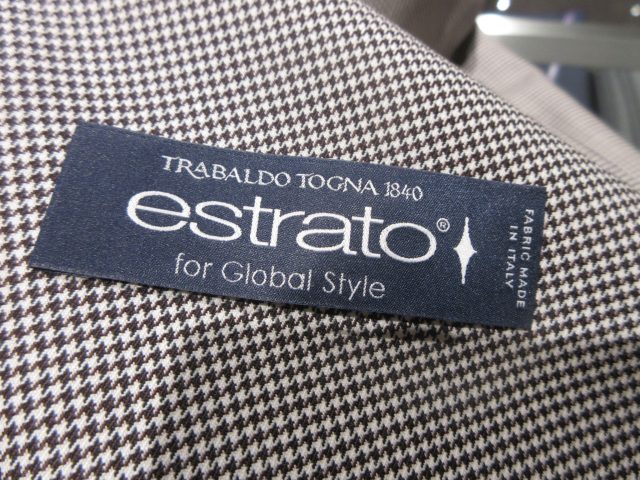 TRABALDO TOGNA 1840
estrato®
for Global Style
FABRIC MADE
IN ITALY